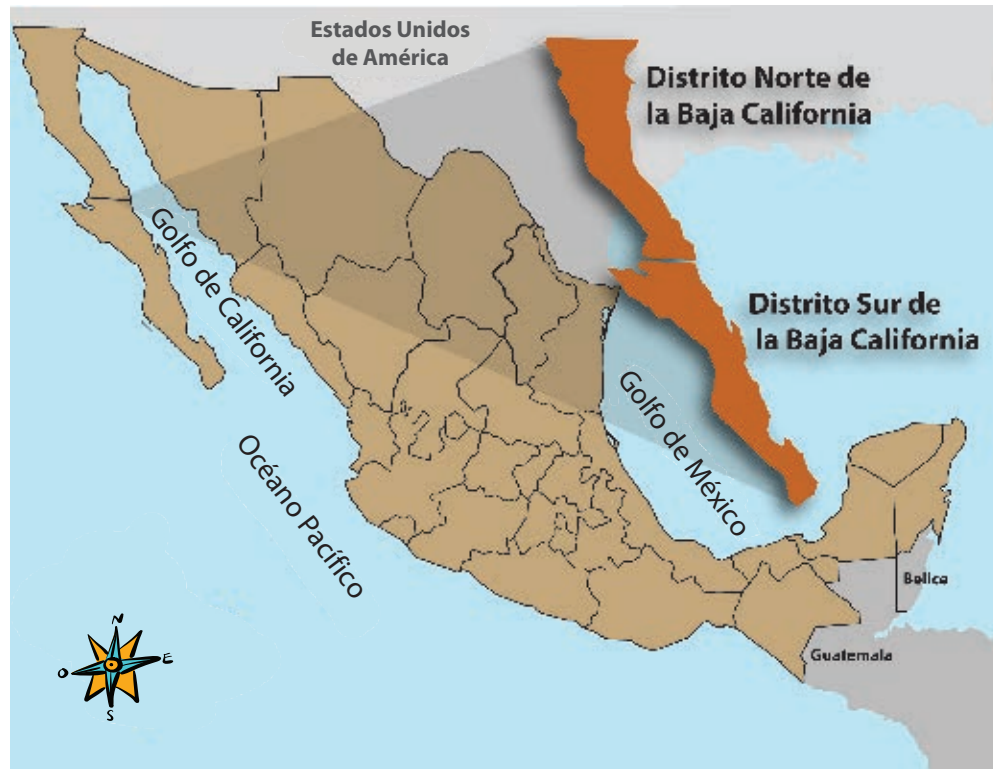 Estados Unidos
de América
Distrito Norte de
la Baja California
Golfo de California
Distrito Sur de
la Baja California
Golfo de México
Océano Pacífico
Belice
Guatemala
N
O
E
S